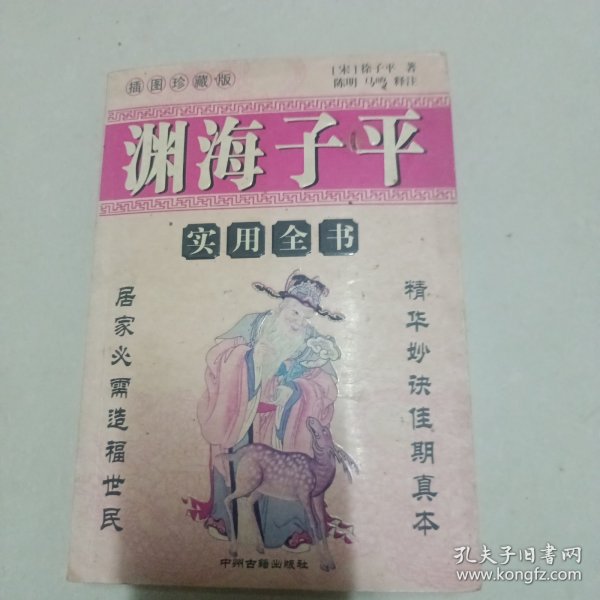 插图珍藏版
[宋]徐子平 著
陈明 马鸣 释注
渊海子平
实用全书
精华妙诀佳期真本
居家必需造福世民
中州古籍出版社
孔夫子旧书网
www.kongfz.com